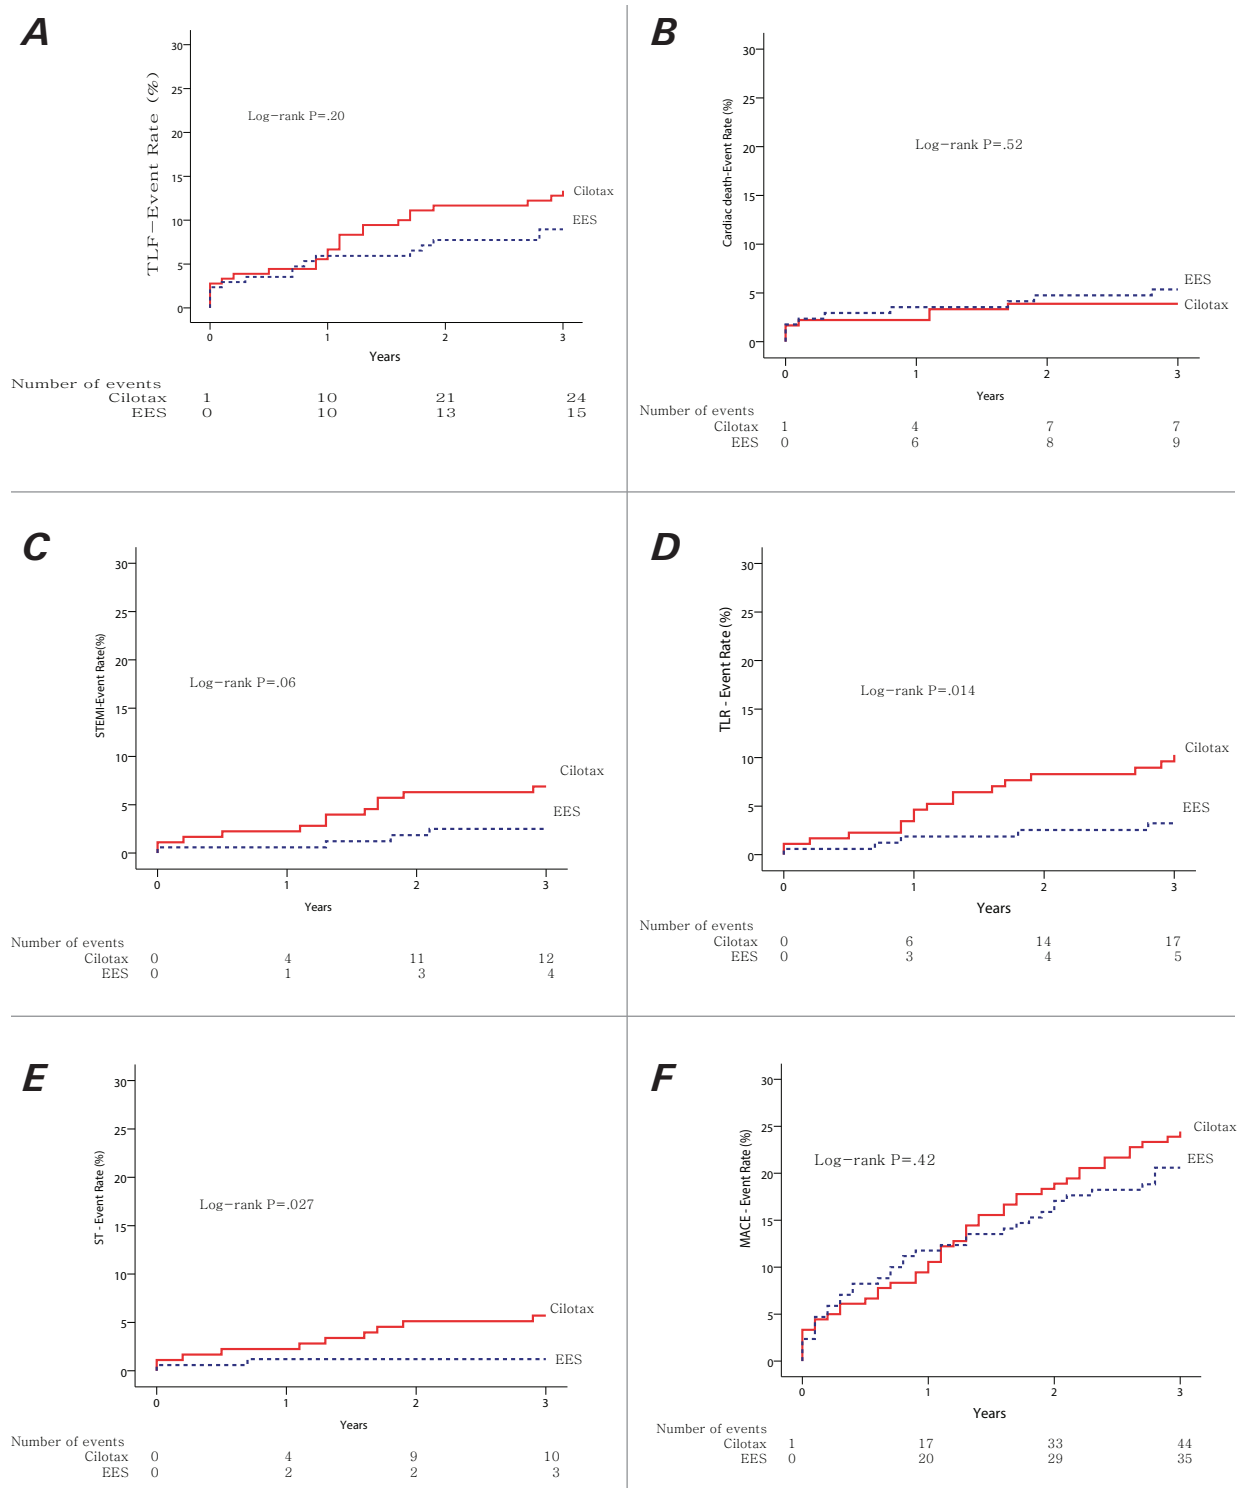 A
TLF-Event Rate (%)
30
25
20
15
10
5
0
Log-rank P=.20
Cilotax
EES
0 1 2 3
Years
Number of events
Cilotax 1 10 21 24
EES 0 10 13 15
B
Cardiac death-Event Rate (%)
30
25
20
15
10
5
0
Log-rank P=.52
EES
Cilotax
0 1 2 3
Years
Number of events
Cilotax 1 4 7 7
EES 0 6 8 9
C
STEMI-Event Rate(%)
30
25
20
15
10
5
0
Log-rank P=.06
Cilotax
EES
0 1 2 3
Years
Number of events
Cilotax 0 4 11 12
EES 0 1 3 4
D
TLR - Event Rate (%)
30
25
20
15
10
5
0
Log-rank P=.014
Cilotax
EES
0 1 2 3
Years
Number of events
Cilotax 0 6 14 17
EES 0 3 4 5
E
ST - Event Rate (%)
30
25
20
15
10
5
0
Log-rank P=.027
Cilotax
EES
0 1 2 3
Years
Number of events
Cilotax 0 4 9 10
EES 0 2 2 3
F
MACE - Event Rate (%)
30
25
20
15
10
5
0
Log-rank P=.42
Cilotax
EES
0 1 2 3
Years
Number of events
Cilotax 1 17 33 44
EES 0 20 29 35